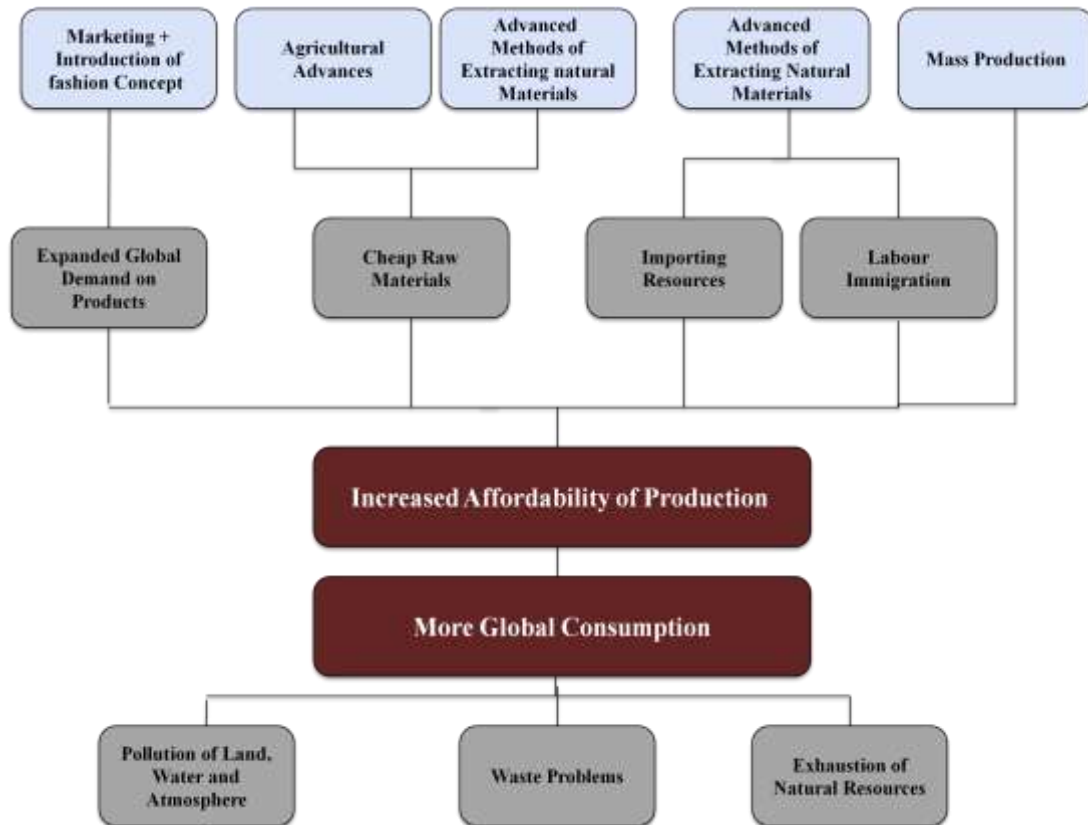 Marketing +
Introduction of
fashion Concept
Agricultural
Advances
Advanced
Methods of
Extracting natural
Materials
Advanced
Methods of
Extracting Natural
Materials
Mass Production
Expanded Global
Demand on
Products
Cheap Raw
Materials
Importing
Resources
Labour
Immigration
Increased Affordability of Production
More Global Consumption
Pollution of Land,
Water and
Atmosphere
Waste Problems
Exhaustion of
Natural Resources